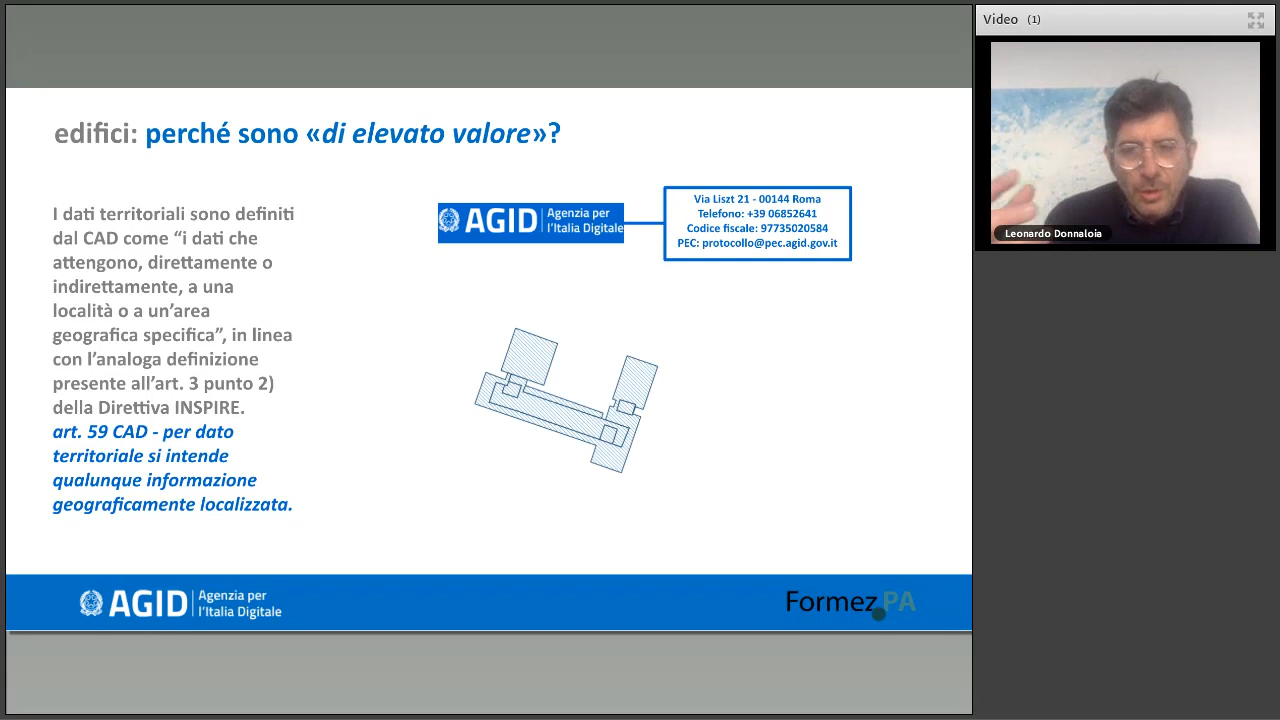 edifici: perché sono «di elevato valore»?
I dati territoriali sono definiti
dal CAD come “i dati che
attengono, direttamente o
indirettamente, a una
località o a un’area
geografica specifica”, in linea
con l’analoga definizione
presente all’art. 3 punto 2)
della Direttiva INSPIRE.
art. 59 CAD - per dato
territoriale si intende
qualunque informazione
geograficamente localizzata.
AGID Agenzia per
l’Italia Digitale
Via Liszt 21 - 00144 Roma
Telefono: +39 06852641
Codice fiscale: 97735020584
PEC: protocollo@pec.agid.gov.it
AGID Agenzia per
l’Italia Digitale
Formez.PA
Video (1)
Leonardo Donnaloia